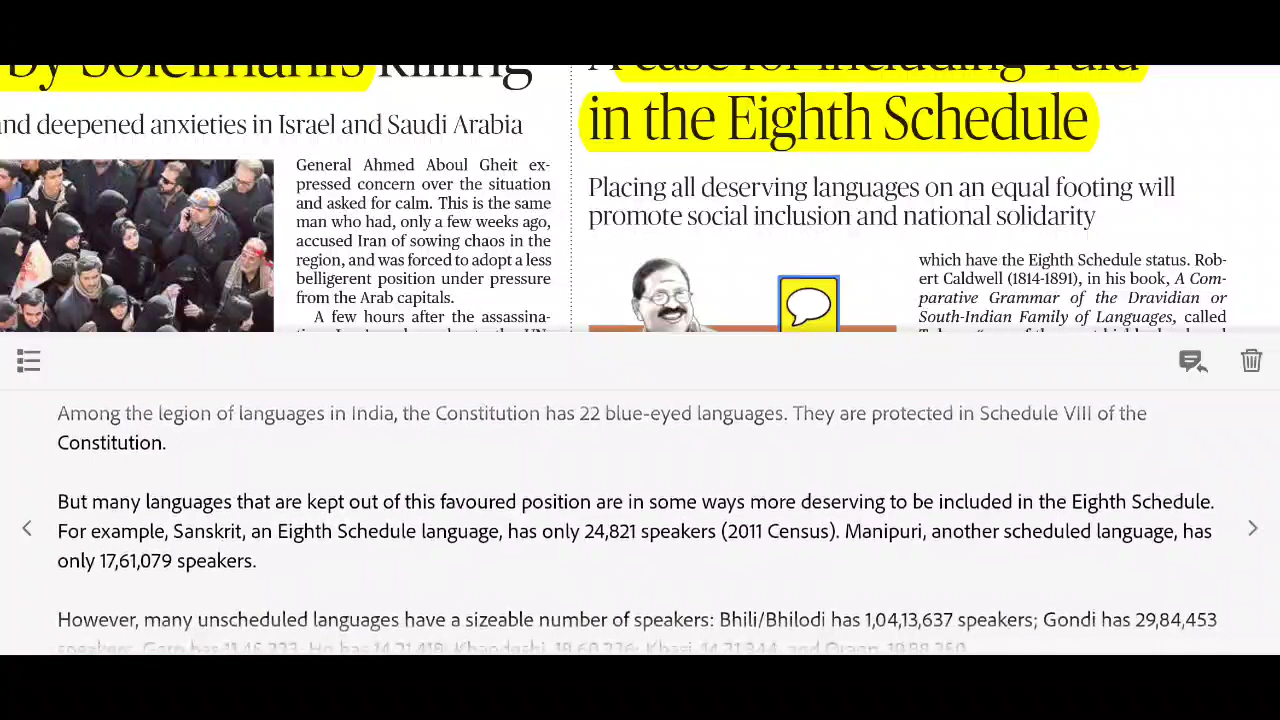 by Soleimani's killing
and deepened anxieties in Israel and Saudi Arabia
General Ahmed Aboul Gheit ex-
pressed concern over the situation
and asked for calm. This is the same
man who had, only a few weeks ago,
accused Iran of sowing chaos in the
region, and was forced to adopt a less
belligerent position under pressure
from the Arab capitals.
A few hours after the assassina-
A case for including Tulu
in the Eighth Schedule
Placing all deserving languages on an equal footing will
promote social inclusion and national solidarity
which have the Eighth Schedule status. Rob-
ert Caldwell (1814-1891), in his book, A Com-
parative Grammar of the Dravidian or
South-Indian Family of Languages, called
Among the legion of languages in India, the Constitution has 22 blue-eyed languages. They are protected in Schedule VIII of the
Constitution.
But many languages that are kept out of this favoured position are in some ways more deserving to be included in the Eighth Schedule.
For example, Sanskrit, an Eighth Schedule language, has only 24,821 speakers (2011 Census). Manipuri, another scheduled language, has
only 17,61,079 speakers.
However, many unscheduled languages have a sizeable number of speakers: Bhili/Bhilodi has 1,04,13,637 speakers; Gondi has 29,84,453